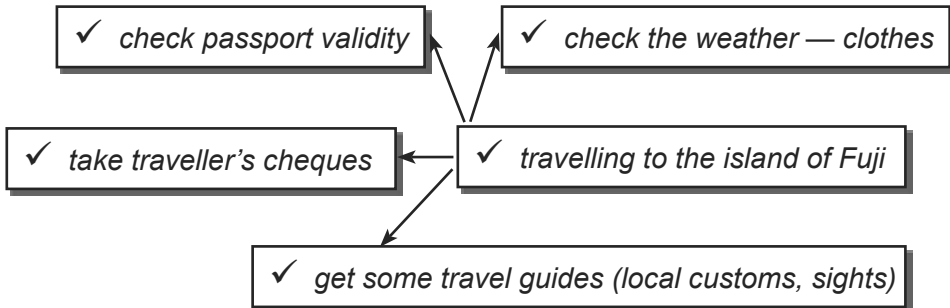 ✓ check passport validity
✓ check the weather — clothes
✓ take traveller's cheques
✓ travelling to the island of Fuji
✓ get some travel guides (local customs, sights)